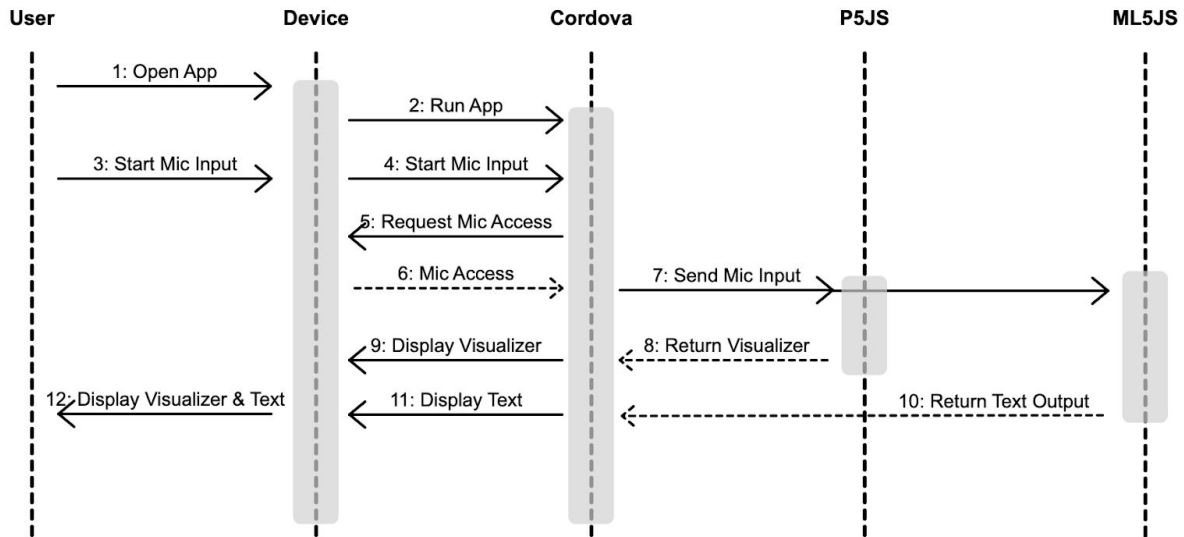 User
Device
Cordova
P5JS
ML5JS
1: Open App
2: Run App
3: Start Mic Input
4: Start Mic Input
5: Request Mic Access
6: Mic Access
7: Send Mic Input
9: Display Visualizer
8: Return Visualizer
12: Display Visualizer & Text
11: Display Text
10: Return Text Output